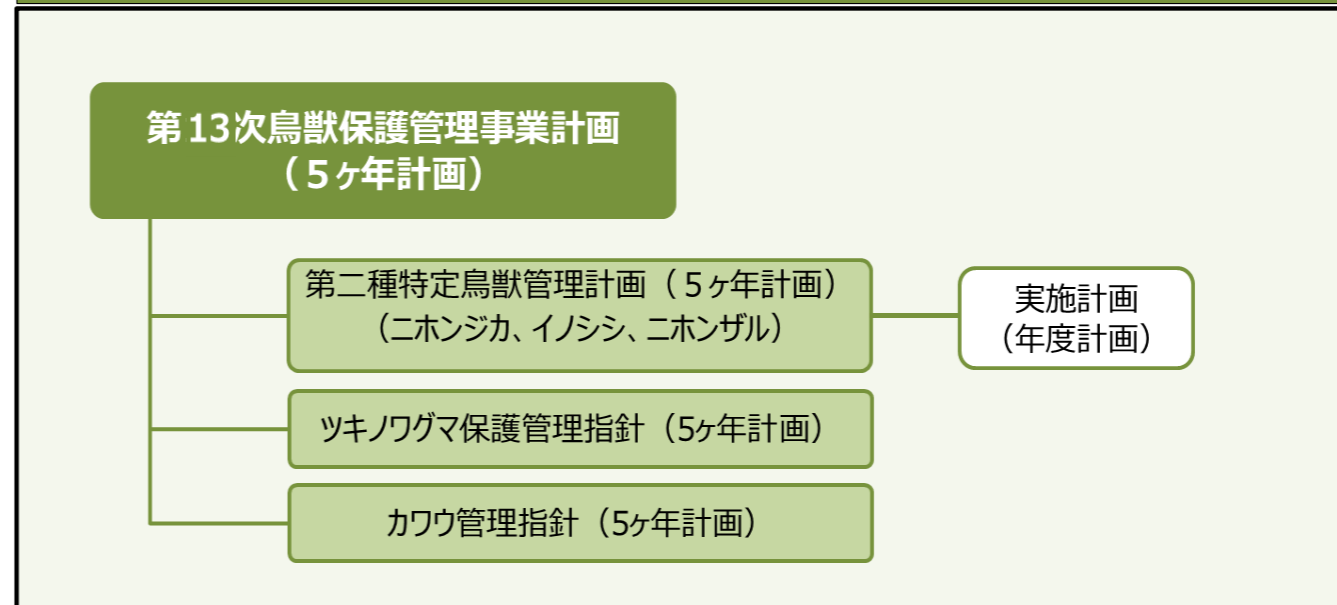 第13次鳥獣保護管理事業計画
（５ヶ年計画）
第二種特定鳥獣管理計画（５ヶ年計画）
（ニホンジカ、イノシシ、ニホンザル）
実施計画
（年度計画）
ツキノワグマ保護管理指針（5ヶ年計画）
カワウ管理指針（5ヶ年計画）